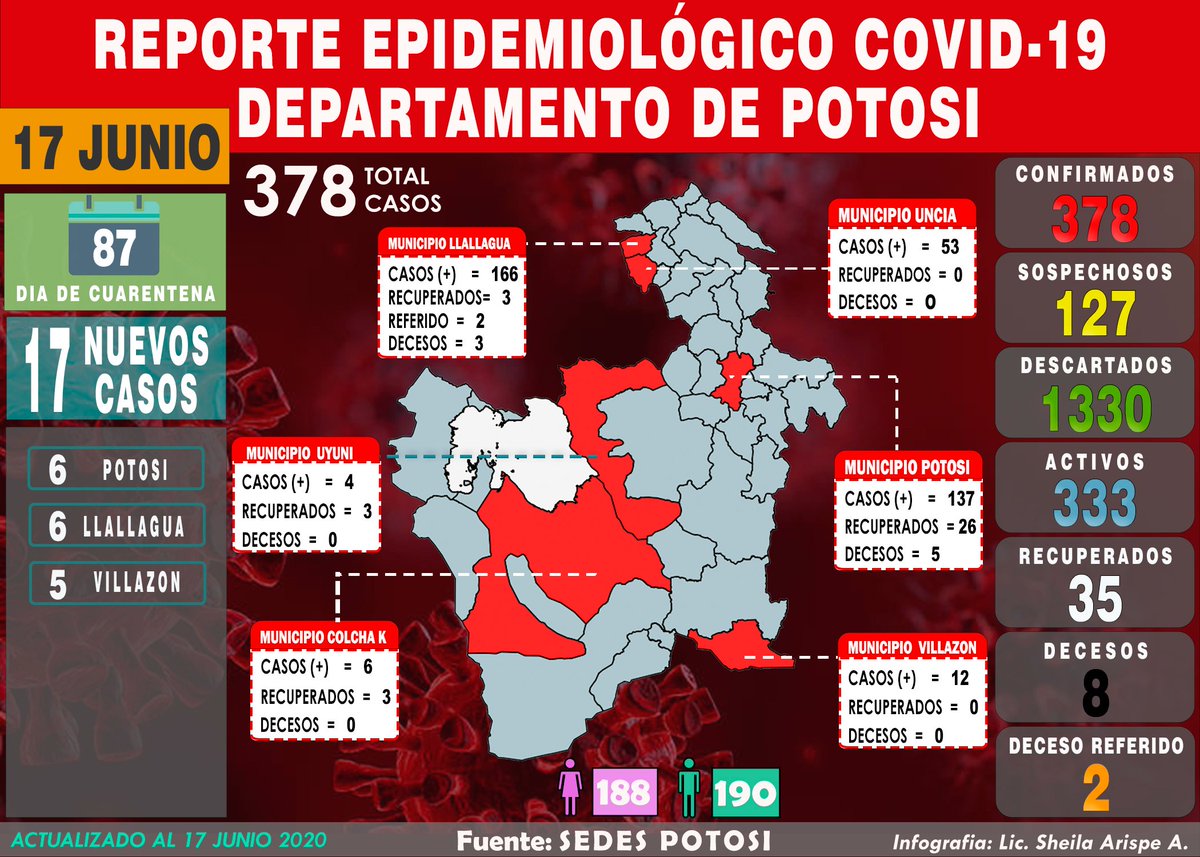 REPORTE EPIDEMIOLÓGICO COVID-19
DEPARTAMENTO DE POTOSI
17 JUNIO
87
DIA DE CUARENTENA
17 NUEVOS
CASOS
6 POTOSI
6 LLALLAGUA
5 VILLAZON
378 TOTAL
CASOS
MUNICIPIO LLALLAGUA
CASOS (+) = 166
RECUPERADOS= 3
REFERIDO = 2
DECESOS = 3
MUNICIPIO UNCIA
CASOS (+) = 53
RECUPERADOS = 0
DECESOS = 0
MUNICIPIO UYUNI
CASOS (+) = 4
RECUPERADOS = 3
DECESOS = 0
MUNICIPIO POTOSI
CASOS (+) = 137
RECUPERADOS = 26
DECESOS = 5
MUNICIPIO COLCHA K
CASOS (+) = 6
RECUPERADOS = 3
DECESOS = 0
MUNICIPIO VILLAZON
CASOS (+) = 12
RECUPERADOS = 0
DECESOS = 0
188 190
CONFIRMADOS
378
SOSPECHOSOS
127
DESCARTADOS
1330
ACTIVOS
333
RECUPERADOS
35
DECESOS
8
DECESO REFERIDO
2
ACTUALIZADO AL 17 JUNIO 2020
Fuente: SEDES POTOSI
Infografia: Lic. Sheila Arispe A.